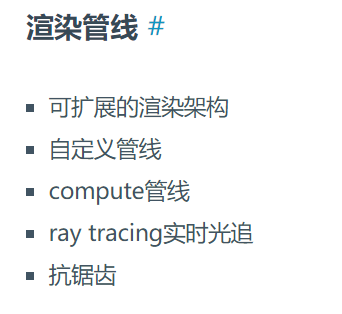 渲染管线 #
可扩展的渲染架构
自定义管线
compute管线
ray tracing实时光追
抗锯齿